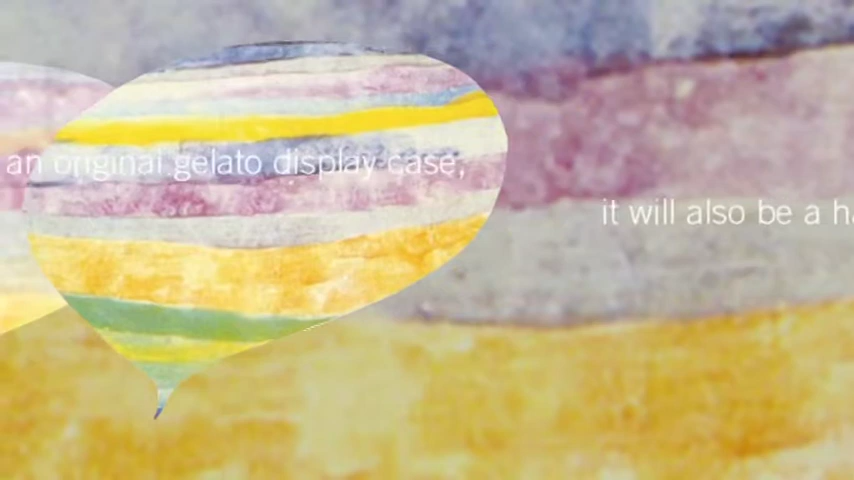 an original gelato display case,
it will also be a